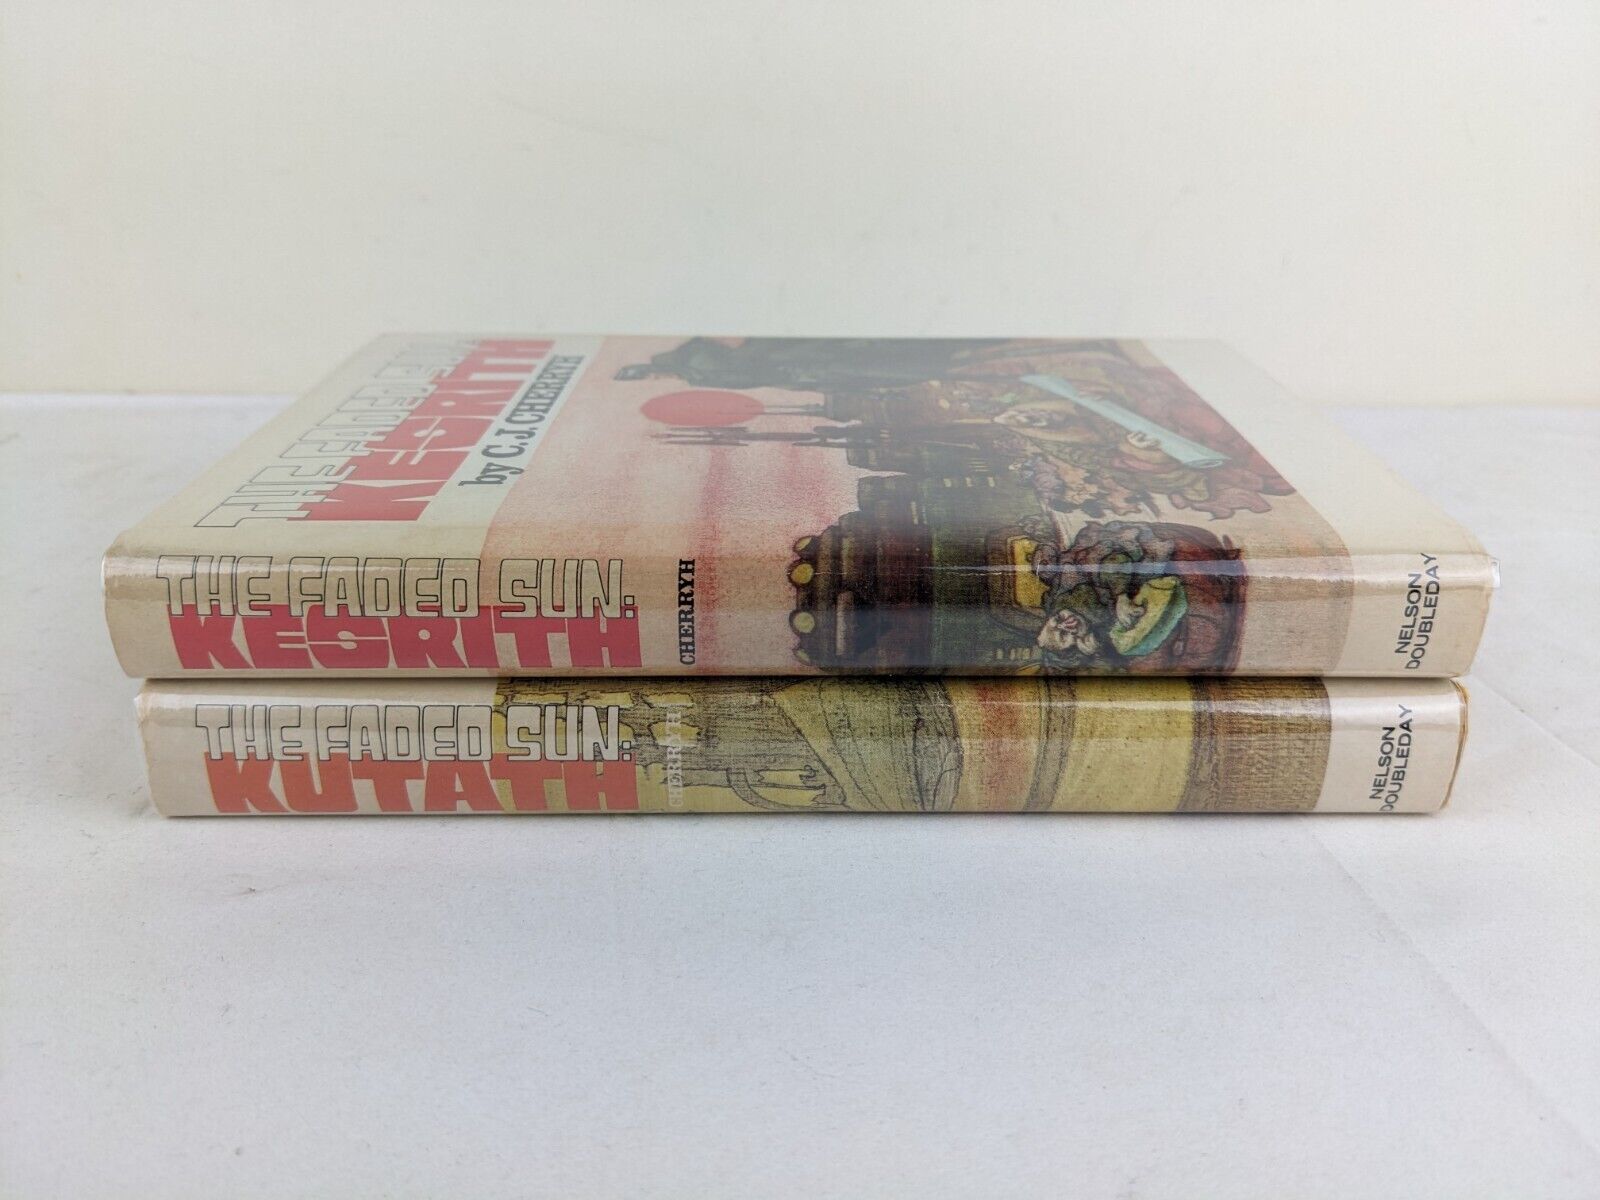 THE FADED SUN:
KESRITH
by C.J. CHERRYH
THE FADED SUN:
KESRITH
CHERRYH
NELSON
DOUBLEDAY
THE FADED SUN:
KUTATH
CHERRYH
NELSON
DOUBLEDAY